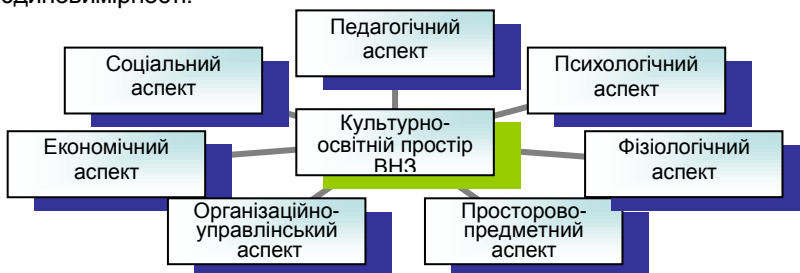 єдиновимірності.
Педагогічний
аспект
Соціальний
аспект
Психологічний
аспект
Культурно-
освітній простір
ВНЗ
Економічний
аспект
Фізіологічний
аспект
Організаційно-
управлінський
аспект
Просторово-
предметний
аспект